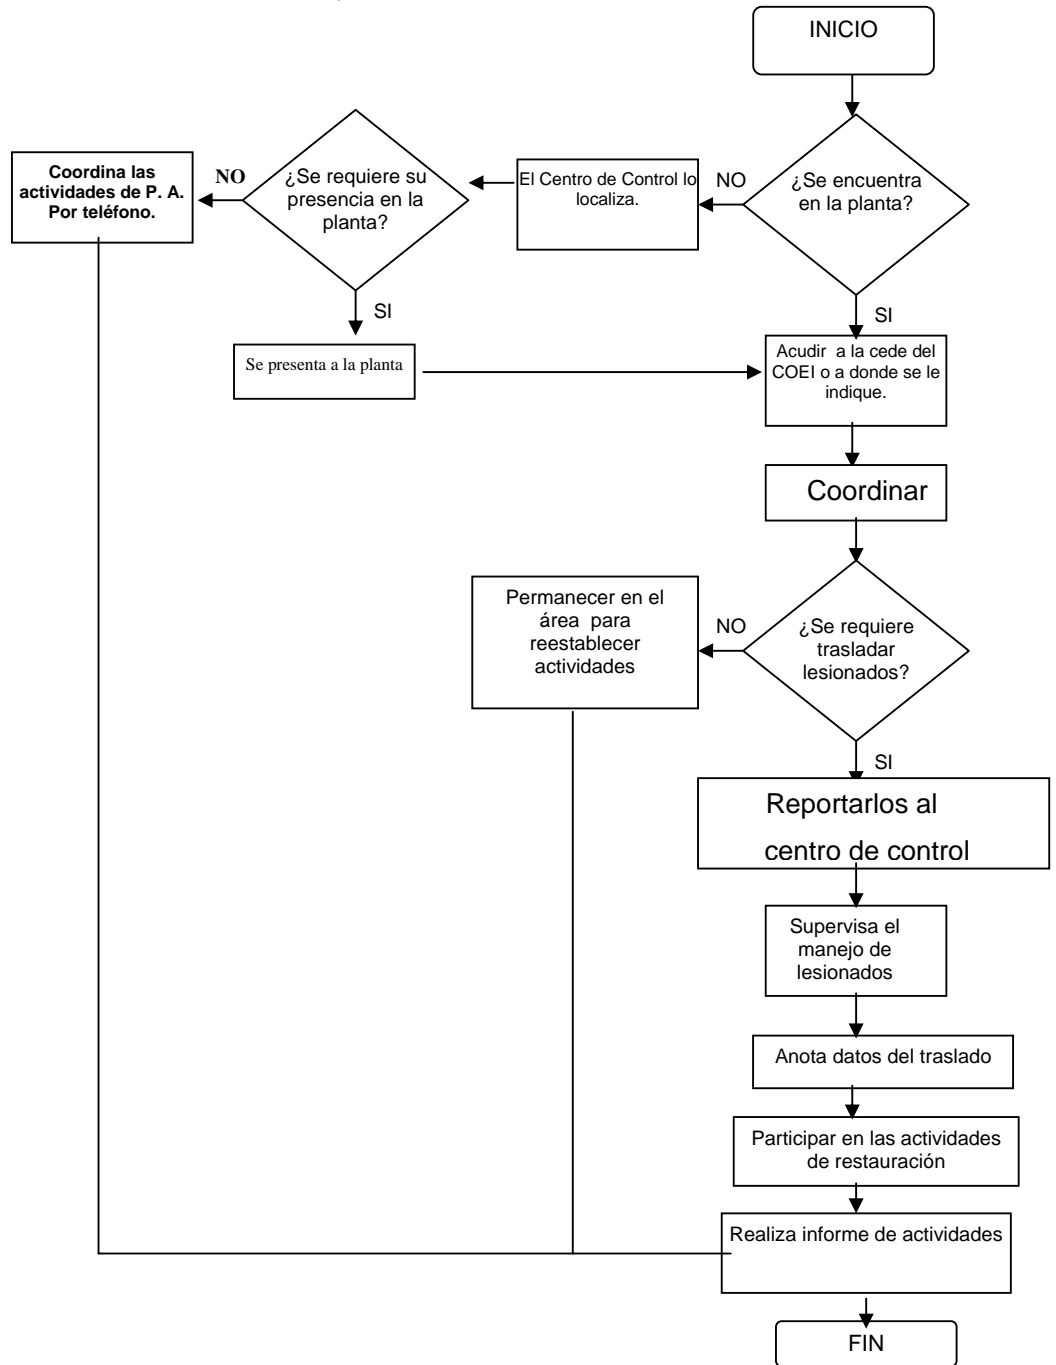 INICIO
¿Se encuentra
en la planta?
NO
El Centro de Control lo
localiza.
¿Se requiere su
presencia en la
planta?
NO
Coordina las
actividades de P. A.
Por teléfono.
SI
Se presenta a la planta
SI
Acudir a la cede del
COEI o a donde se le
indique.
Coordinar
¿Se requiere
trasladar
lesionados?
NO
Permanecer en el
área para
reestablecer
actividades
SI
Reportarlos al
centro de control
Supervisa el
manejo de
lesionados
Anota datos del traslado
Participar en las actividades
de restauración
Realiza informe de actividades
FIN